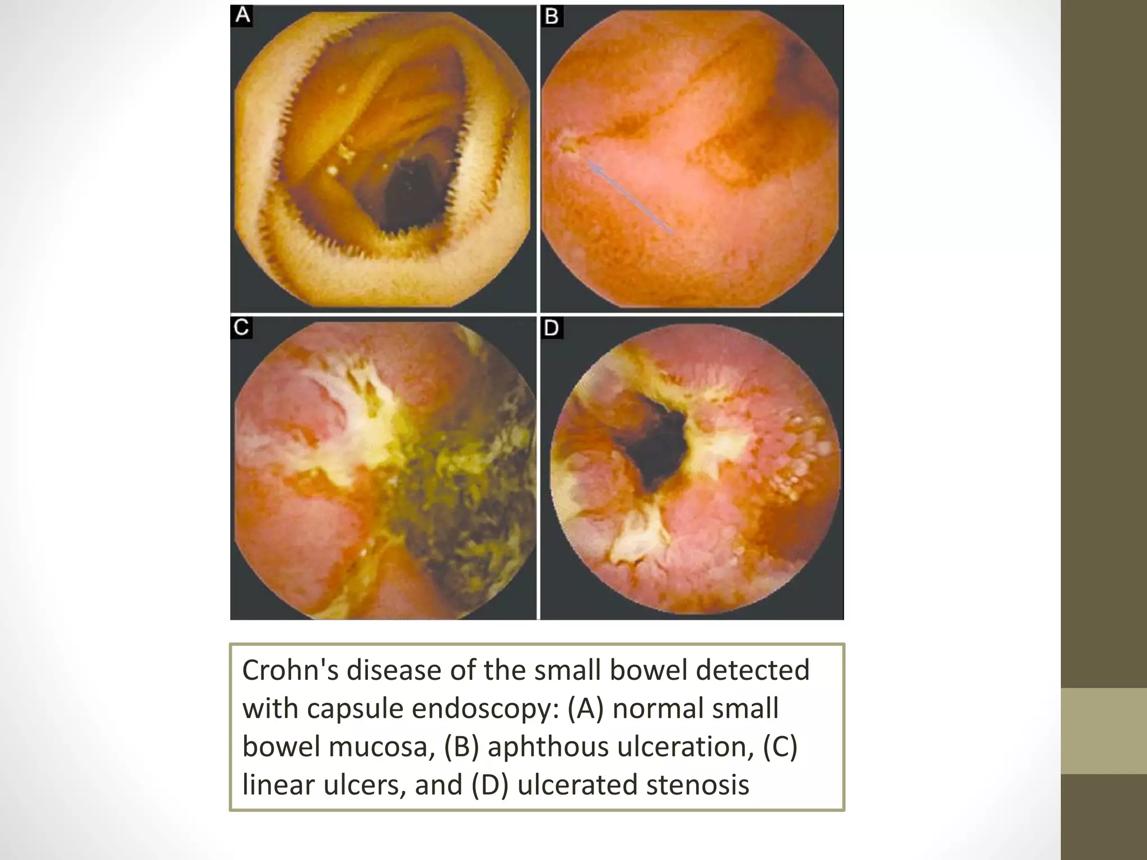 A
B
C
D
Crohn's disease of the small bowel detected
with capsule endoscopy: (A) normal small
bowel mucosa, (B) aphthous ulceration, (C)
linear ulcers, and (D) ulcerated stenosis